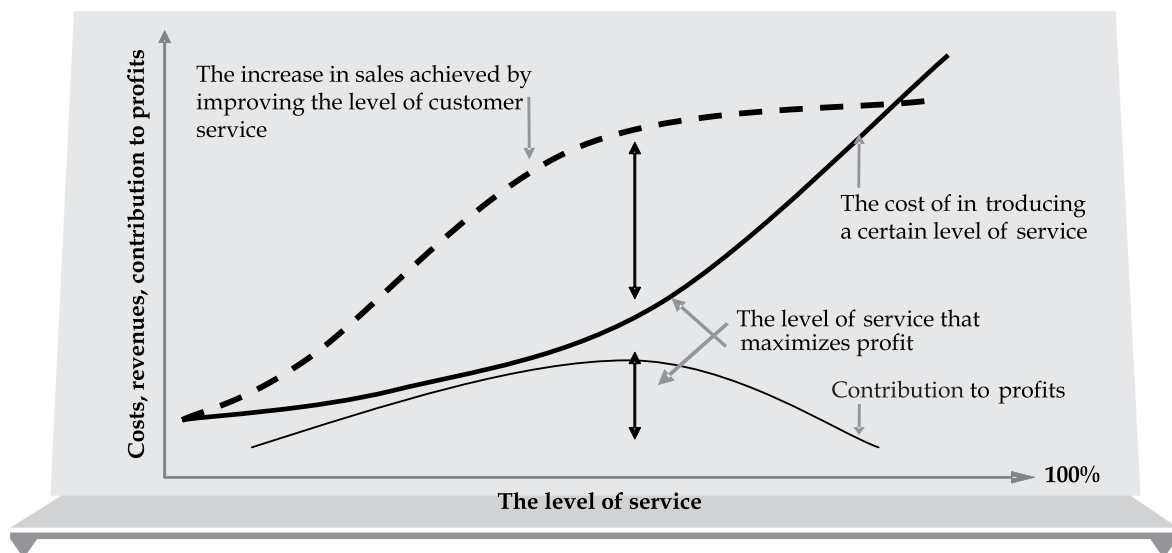 Costs, revenues, contribution to profits
The increase in sales achieved by
improving the level of customer
service
The cost of in troducing
a certain level of service
The level of service that
maximizes profit
Contribution to profits
100%
The level of service